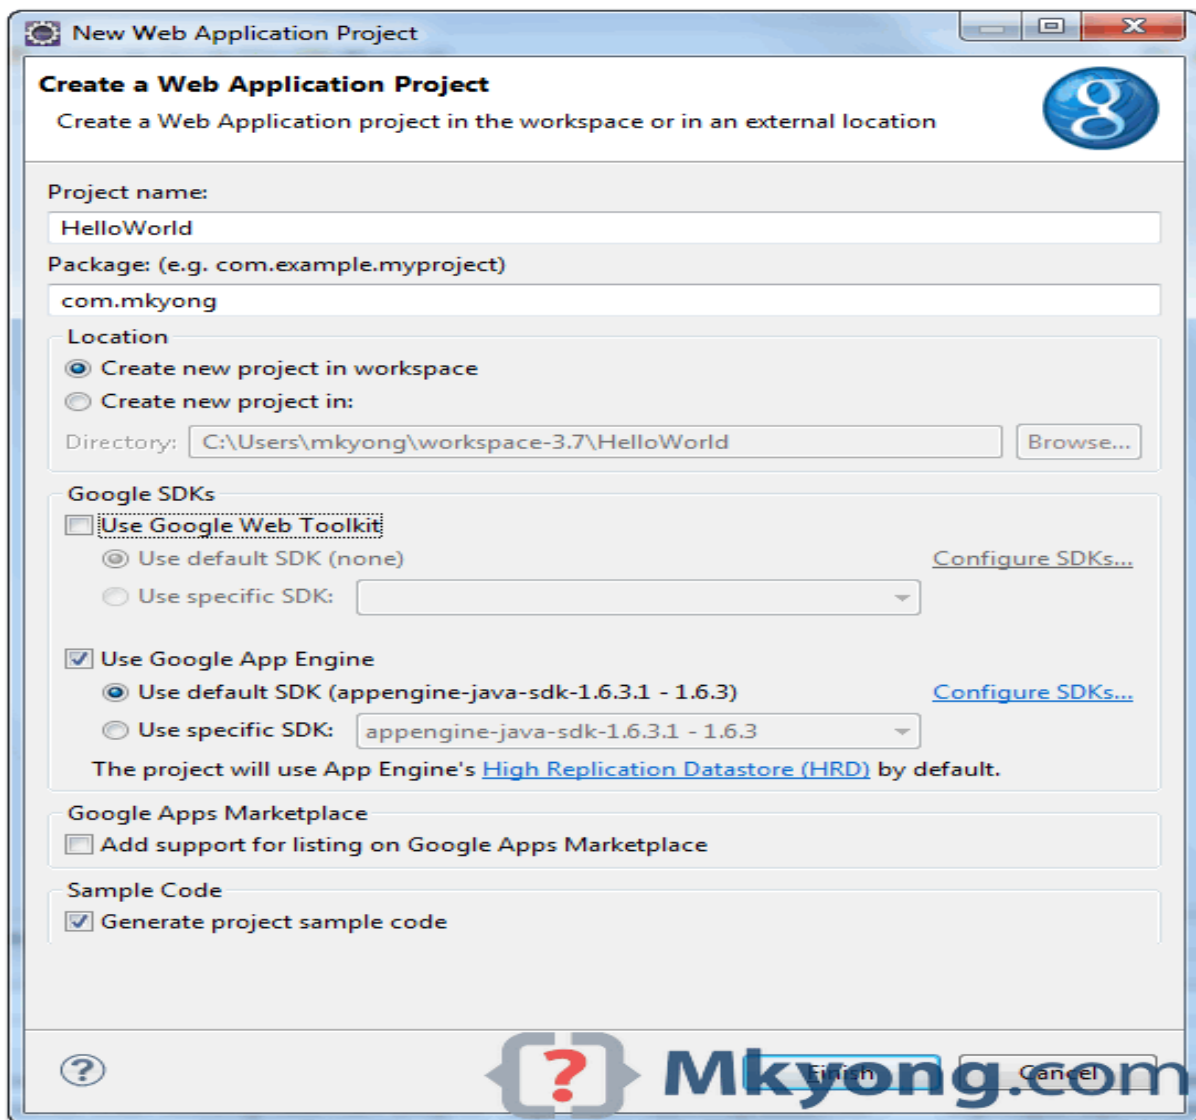 New Web Application Project
Create a Web Application Project
Create a Web Application project in the workspace or in an external location
g
Project name:
HelloWorld
Package: (e.g. com.example.myproject)
com.mkyong
Location
Create new project in workspace
Create new project in:
Directory: C:\Users\mkyong\workspace-3.7\HelloWorld Browse...
Google SDKs
Use Google Web Toolkit
Use default SDK (none) Configure SDKs...
Use specific SDK:
Use Google App Engine
Use default SDK (appengine-java-sdk-1.6.3.1 - 1.6.3) Configure SDKs...
Use specific SDK: appengine-java-sdk-1.6.3.1 - 1.6.3
The project will use App Engine's High Replication Datastore (HRD) by default.
Google Apps Marketplace
Add support for listing on Google Apps Marketplace
Sample Code
Generate project sample code
? {?} Mkyong.com
Finish Cancel